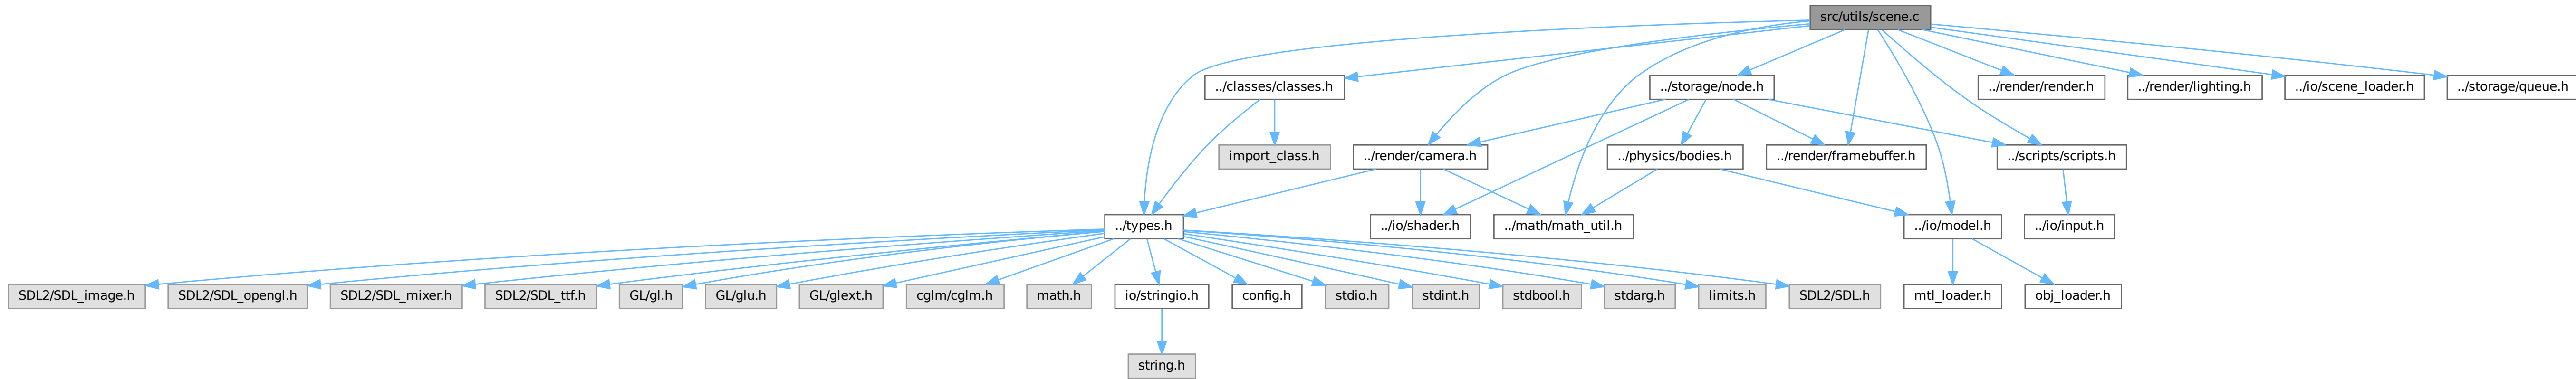 src/utils/scene.c
../classes/classes.h
../storage/node.h
../render/render.h
../render/lighting.h
../io/scene_loader.h
../storage/queue.h
import_class.h
../render/camera.h
../physics/bodies.h
../render/framebuffer.h
../scripts/scripts.h
../types.h
../io/shader.h
../math/math_util.h
../io/model.h
../io/input.h
SDL2/SDL_image.h
SDL2/SDL_opengl.h
SDL2/SDL_mixer.h
SDL2/SDL_ttf.h
GL/gl.h
GL/glu.h
GL/glext.h
cglm/cglm.h
math.h
io/stringio.h
config.h
stdio.h
stdint.h
stdbool.h
stdarg.h
limits.h
SDL2/SDL.h
mtl_loader.h
obj_loader.h
string.h